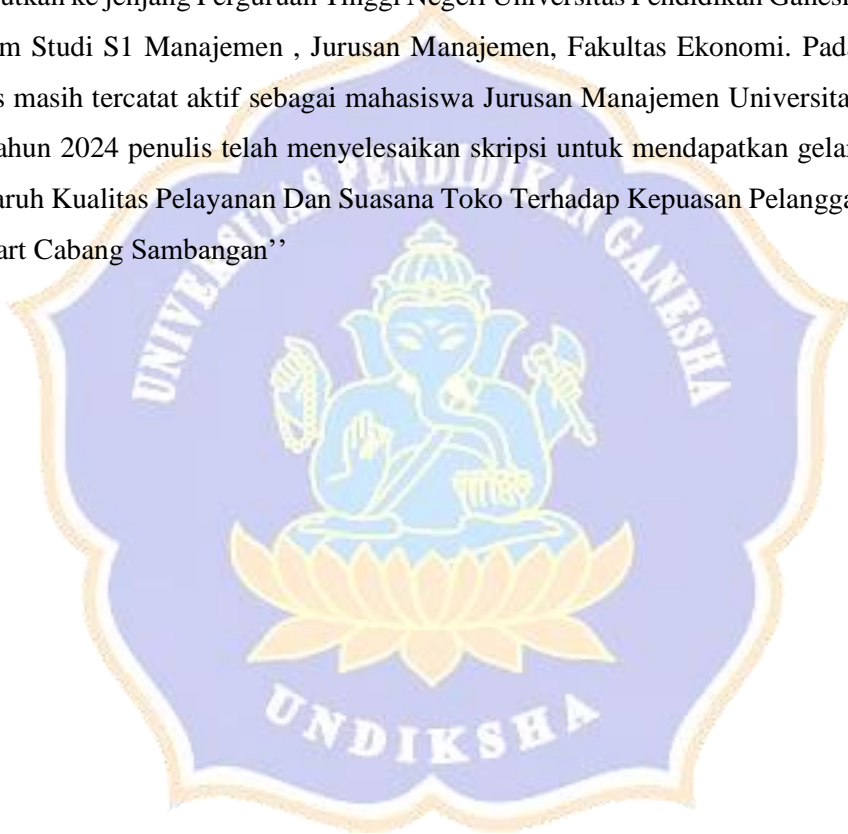 utkan ke jenjang Perguruan Tinggi Negeri Universitas Pendidikan Ganesh
m Studi S1 Manajemen , Jurusan Manajemen, Fakultas Ekonomi. Pada
s masih tercatat aktif sebagai mahasiswa Jurusan Manajemen Universita
ahun 2024 penulis telah menyelesaikan skripsi untuk mendapatkan gelar
aruh Kualitas Pelayanan Dan Suasana Toko Terhadap Kepuasan Pelangga
art Cabang Sambangan’’
UNIVERSITAS PENDIDIKAN GANESHA
UNDIKSHA